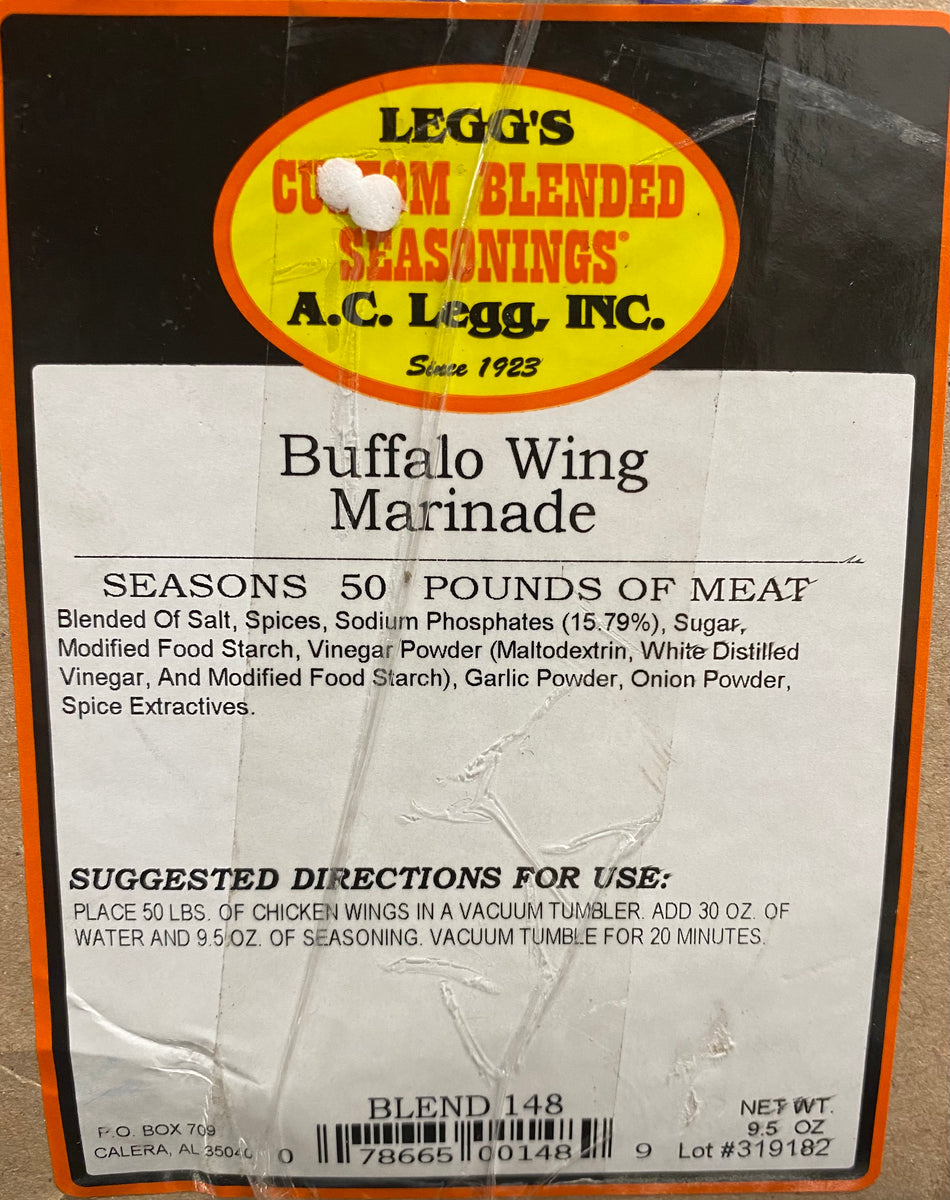 LEGG'S
BLENDED
SEASONINGS®
A.C. Legg, INC.
Since 1923
Buffalo Wing
Marinade
SEASONS 50 POUNDS OF MEAT
Blended Of Salt, Spices, Sodium Phosphates (15.79%), Sugar,
Modified Food Starch, Vinegar Powder (Maltodextrin, White Distilled
Vinegar, And Modified Food Starch), Garlic Powder, Onion Powder,
Spice Extractives.
SUGGESTED DIRECTIONS FOR USE:
PLACE 50 LBS. OF CHICKEN WINGS IN A VACUUM TUMBLER. ADD 30 OZ. OF
WATER AND 9.5 OZ. OF SEASONING. VACUUM TUMBLE FOR 20 MINUTES.
BLEND 148
P.O. BOX 709
CALERA, AL 35040
0 78665 00148 9
NET WT.
9.5 OZ
Lot #319182